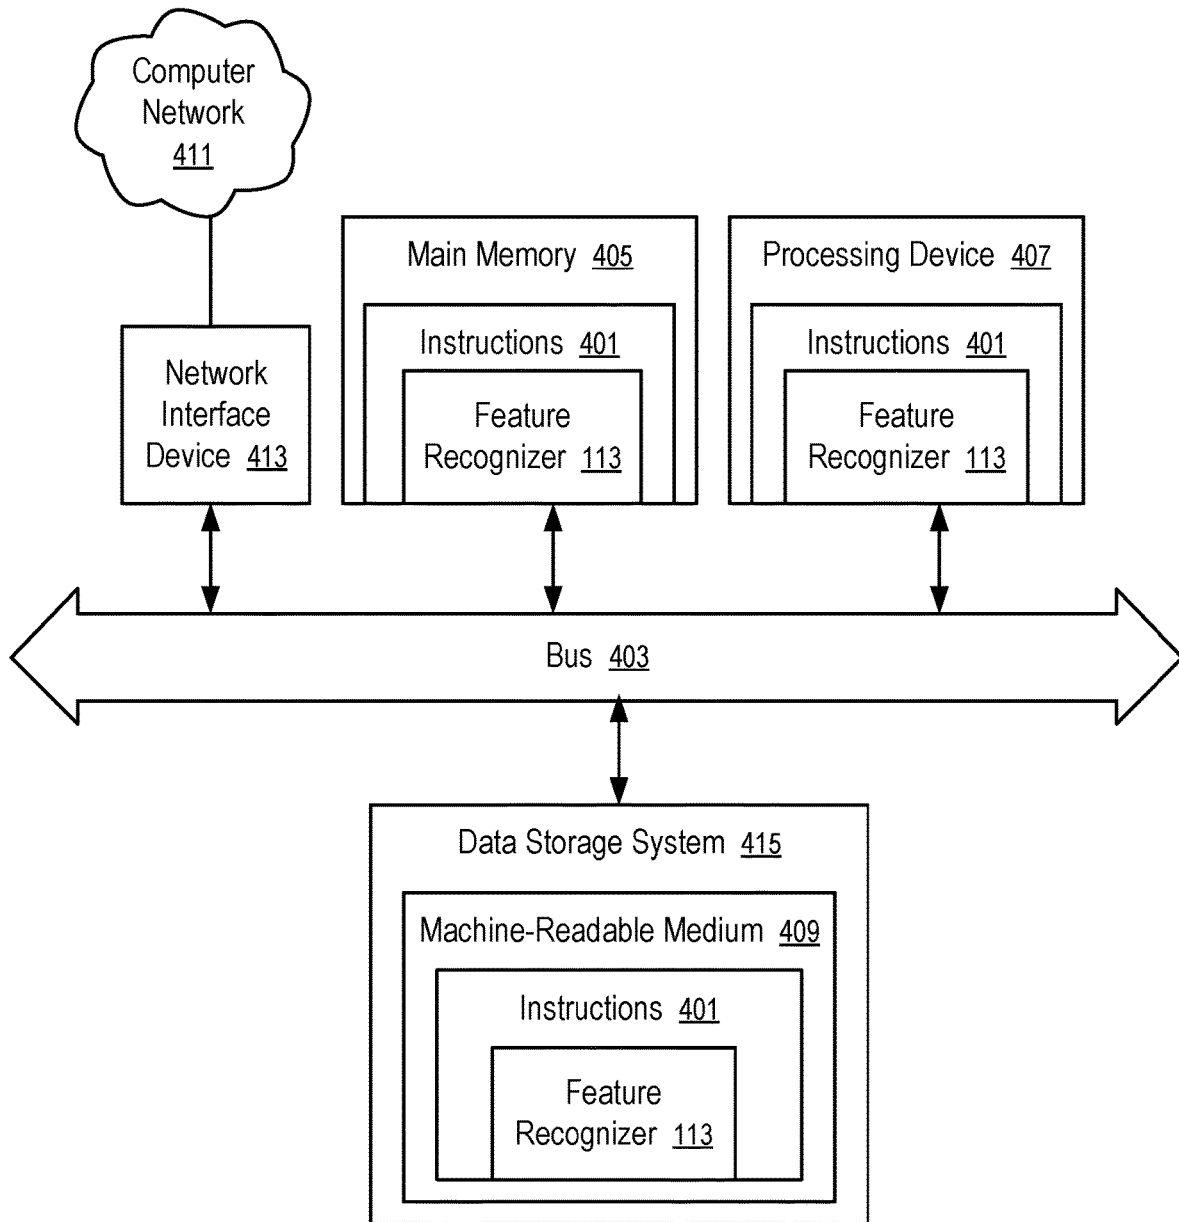 Computer
Network
411
Main Memory 405
Processing Device 407
Instructions 401
Instructions 401
Network
Interface
Device 413
Feature
Recognizer 113
Feature
Recognizer 113
Bus 403
Data Storage System 415
Machine-Readable Medium 409
Instructions 401
Feature
Recognizer 113